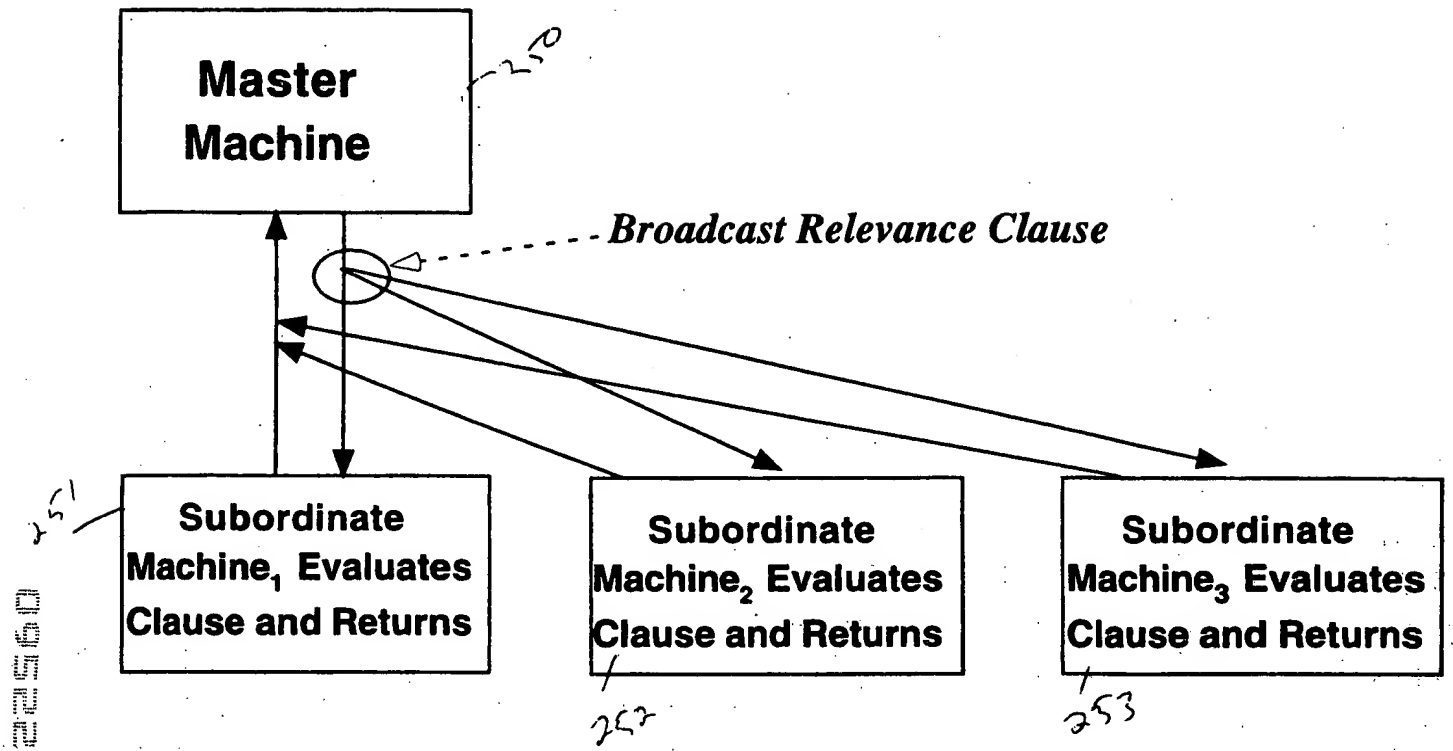 Master
Machine
250
Broadcast Relevance Clause
251
Subordinate
Machine₁ Evaluates
Clause and Returns
252
Subordinate
Machine₂ Evaluates
Clause and Returns
253
Subordinate
Machine₃ Evaluates
Clause and Returns